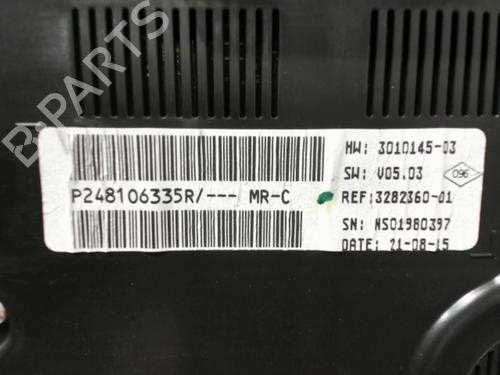 B-PARTS
HW: 3010145-03
SW: V05.03
096
P248106335R/--- MR-C
REF:3282360-01
SN: NS01980397
DATE: 21-08-15